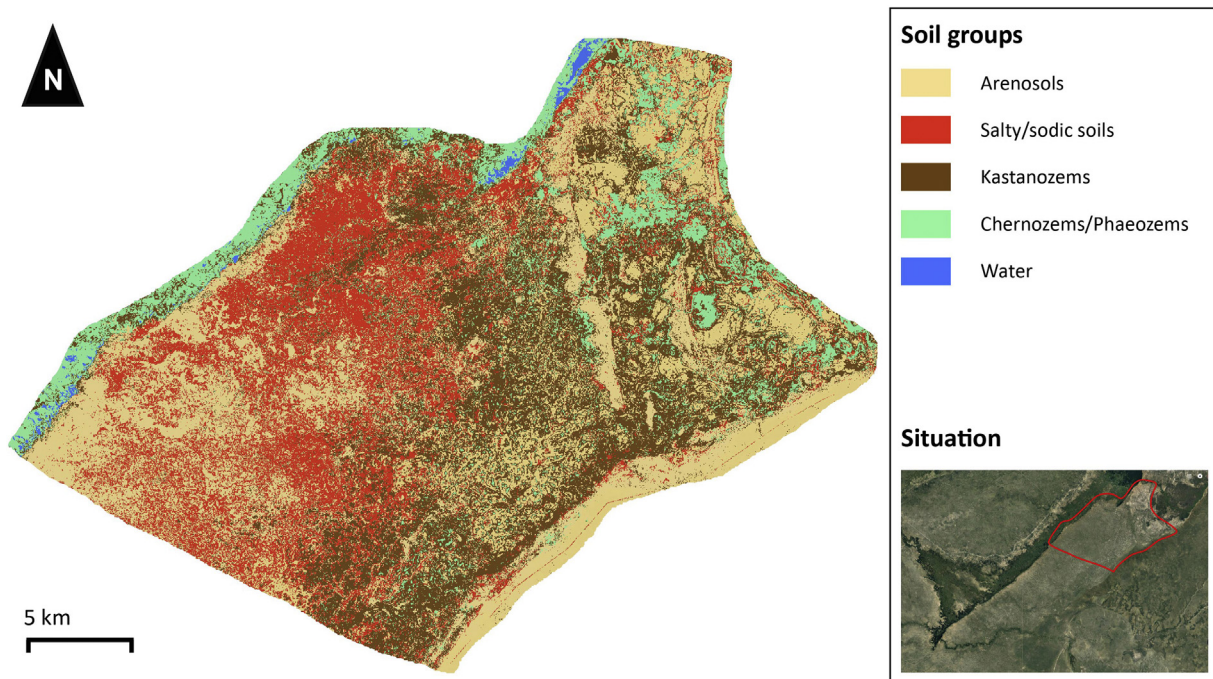 N
5 km
Soil groups
Arenosols
Salty/sodic soils
Kastanozems
Chernozems/Phaeozems
Water
Situation